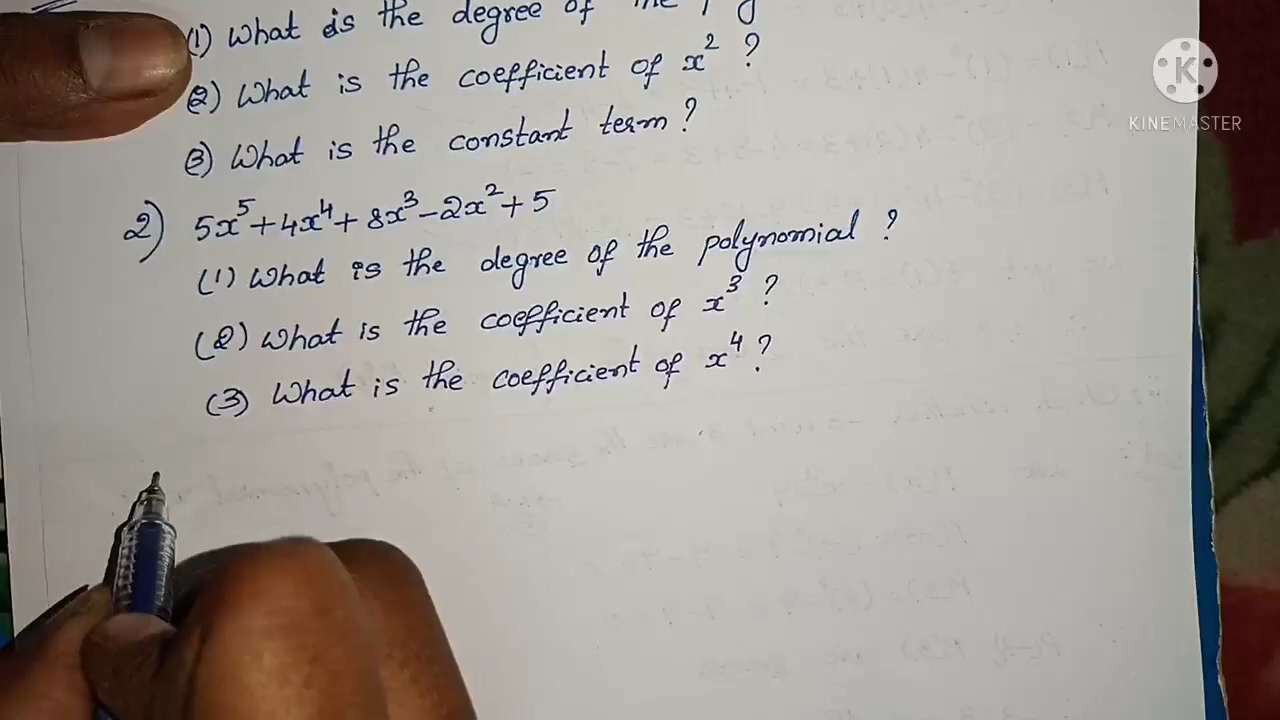 (1) What is the degree of the
(2) What is the coefficient of x² ?
(3) What is the constant term ?
2) 5x⁵ + 4x⁴ + 8x³ - 2x² + 5
(1) What is the degree of the polynomial ?
(2) What is the coefficient of x³ ?
(3) What is the coefficient of x⁴ ?
KINEMASTER